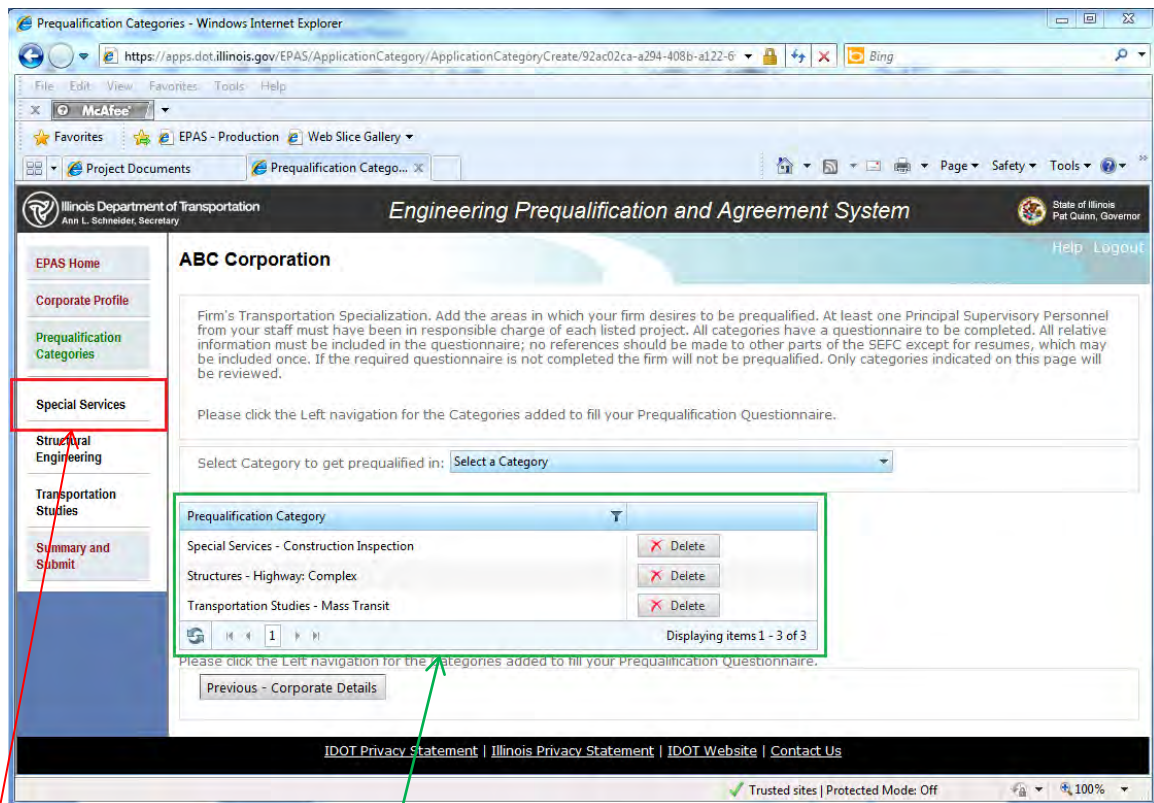 Prequalification Categories - Windows Internet Explorer
https://apps.dot.illinois.gov/EPAS/ApplicationCategory/ApplicationCategoryCreate/92ac02ca-a294-408b-a122-6
Bing
File Edit View Favorites Tools Help
X McAfee
Favorites EPAS - Production Web Slice Gallery
Project Documents Prequalification Catego... X Page Safety Tools
Illinois Department of Transportation
Ann L. Schneider, Secretary
Engineering Prequalification and Agreement System
State of Illinois
Pat Quinn, Governor
Help Logout
EPAS Home
Corporate Profile
Prequalification
Categories
Special Services
Structural
Engineering
Transportation
Studies
Summary and
Submit
ABC Corporation
Firm's Transportation Specialization. Add the areas in which your firm desires to be prequalified. At least one Principal Supervisory Personnel
from your staff must have been in responsible charge of each listed project. All categories have a questionnaire to be completed. All relative
information must be included in the questionnaire; no references should be made to other parts of the SEFC except for resumes, which may
be included once. If the required questionnaire is not completed the firm will not be prequalified. Only categories indicated on this page will
be reviewed.
Please click the Left navigation for the Categories added to fill your Prequalification Questionnaire.
Select Category to get prequalified in: Select a Category
Prequalification Category
Special Services - Construction Inspection Delete
Structures - Highway: Complex Delete
Transportation Studies - Mass Transit Delete
1 Displaying items 1 - 3 of 3
Please click the Left navigation for the Categories added to fill your Prequalification Questionnaire.
Previous - Corporate Details
IDOT Privacy Statement | Illinois Privacy Statement | IDOT Website | Contact Us
Trusted sites | Protected Mode: Off 100%